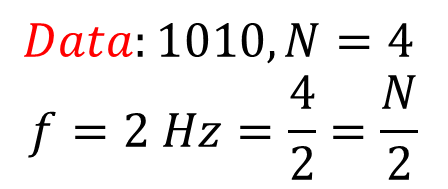 Data: 1010, N = 4
f = 2 Hz = 4/2 = N/2